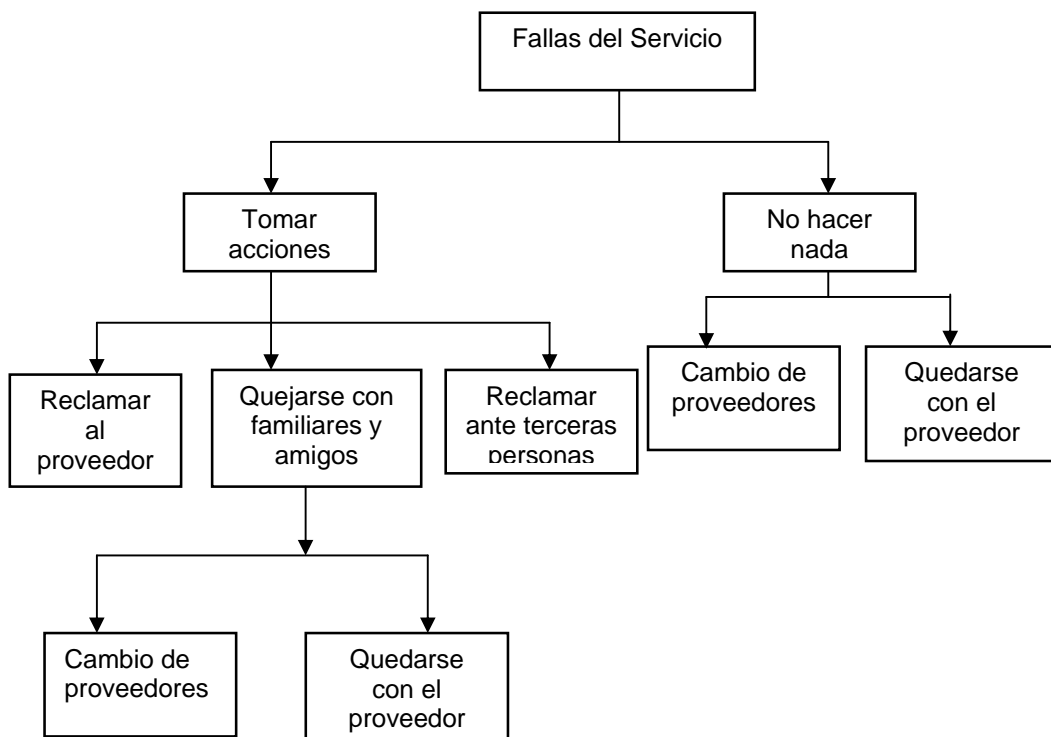 Fallas del Servicio
Tomar
acciones
No hacer
nada
Reclamar
al
proveedor
Quejarse con
familiares y
amigos
Reclamar
ante terceras
personas
Cambio de
proveedores
Quedarse
con el
proveedor
Cambio de
proveedores
Quedarse
con el
proveedor